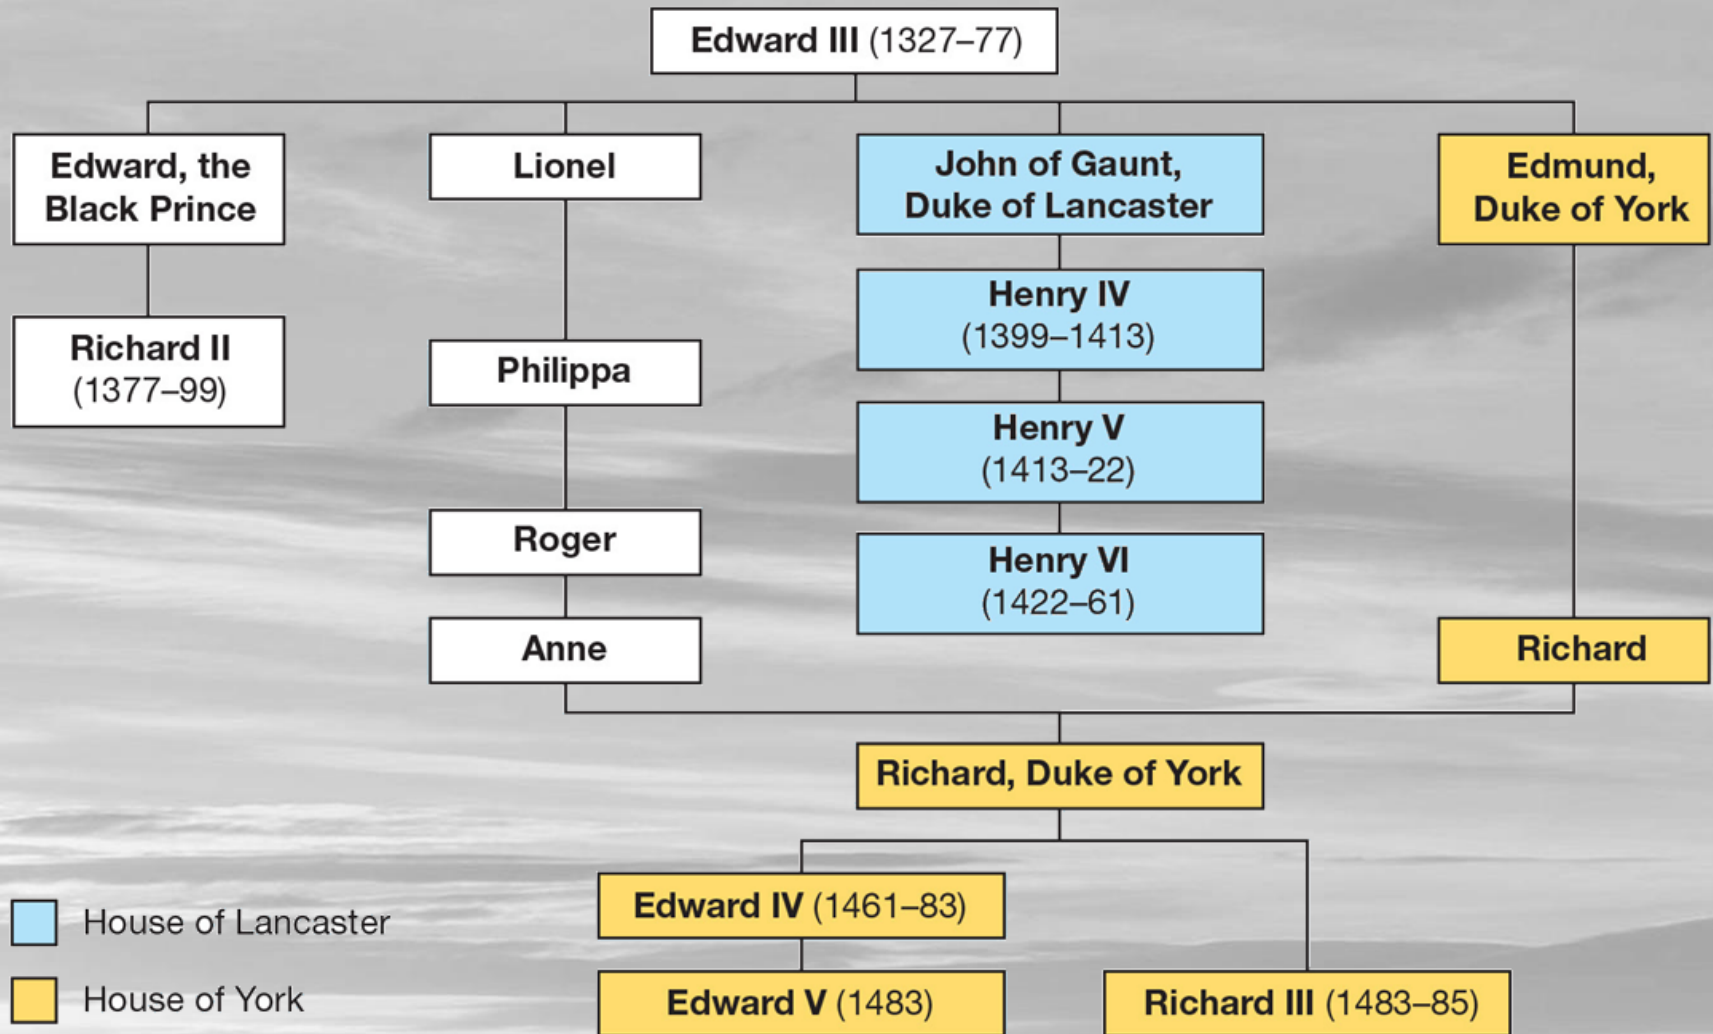 Edward III (1327–77)
Edward, the
Black Prince
Lionel
John of Gaunt,
Duke of Lancaster
Edmund,
Duke of York
Henry IV
(1399–1413)
Richard II
(1377–99)
Philippa
Henry V
(1413–22)
Roger
Henry VI
(1422–61)
Anne
Richard
Richard, Duke of York
Edward IV (1461–83)
House of Lancaster
Edward V (1483)
Richard III (1483–85)
House of York